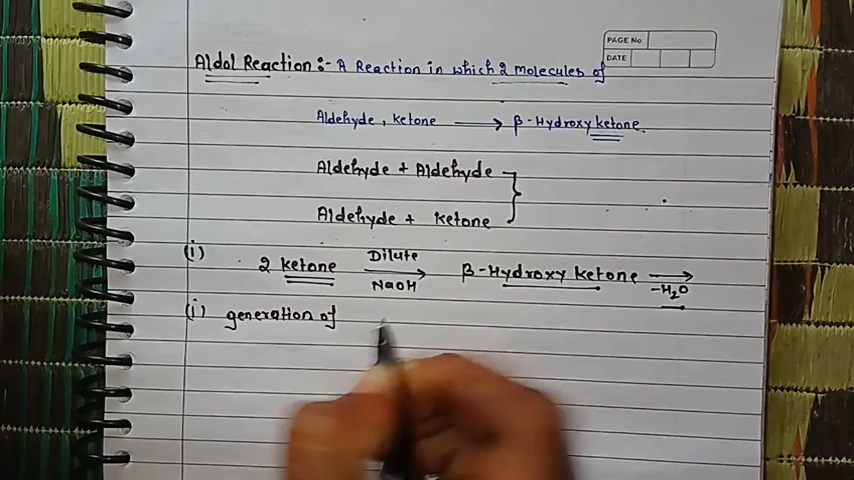 PAGE No
DATE
Aldol Reaction :- A Reaction in which 2 molecules of
Aldehyde, ketone ⟶ β-Hydroxy ketone.
Aldehyde + Aldehyde
Aldehyde + ketone
(i) 2 ketone ⟶ β-Hydroxy ketone ⟶
Dilute
NaOH
-H2O
(i) generation of